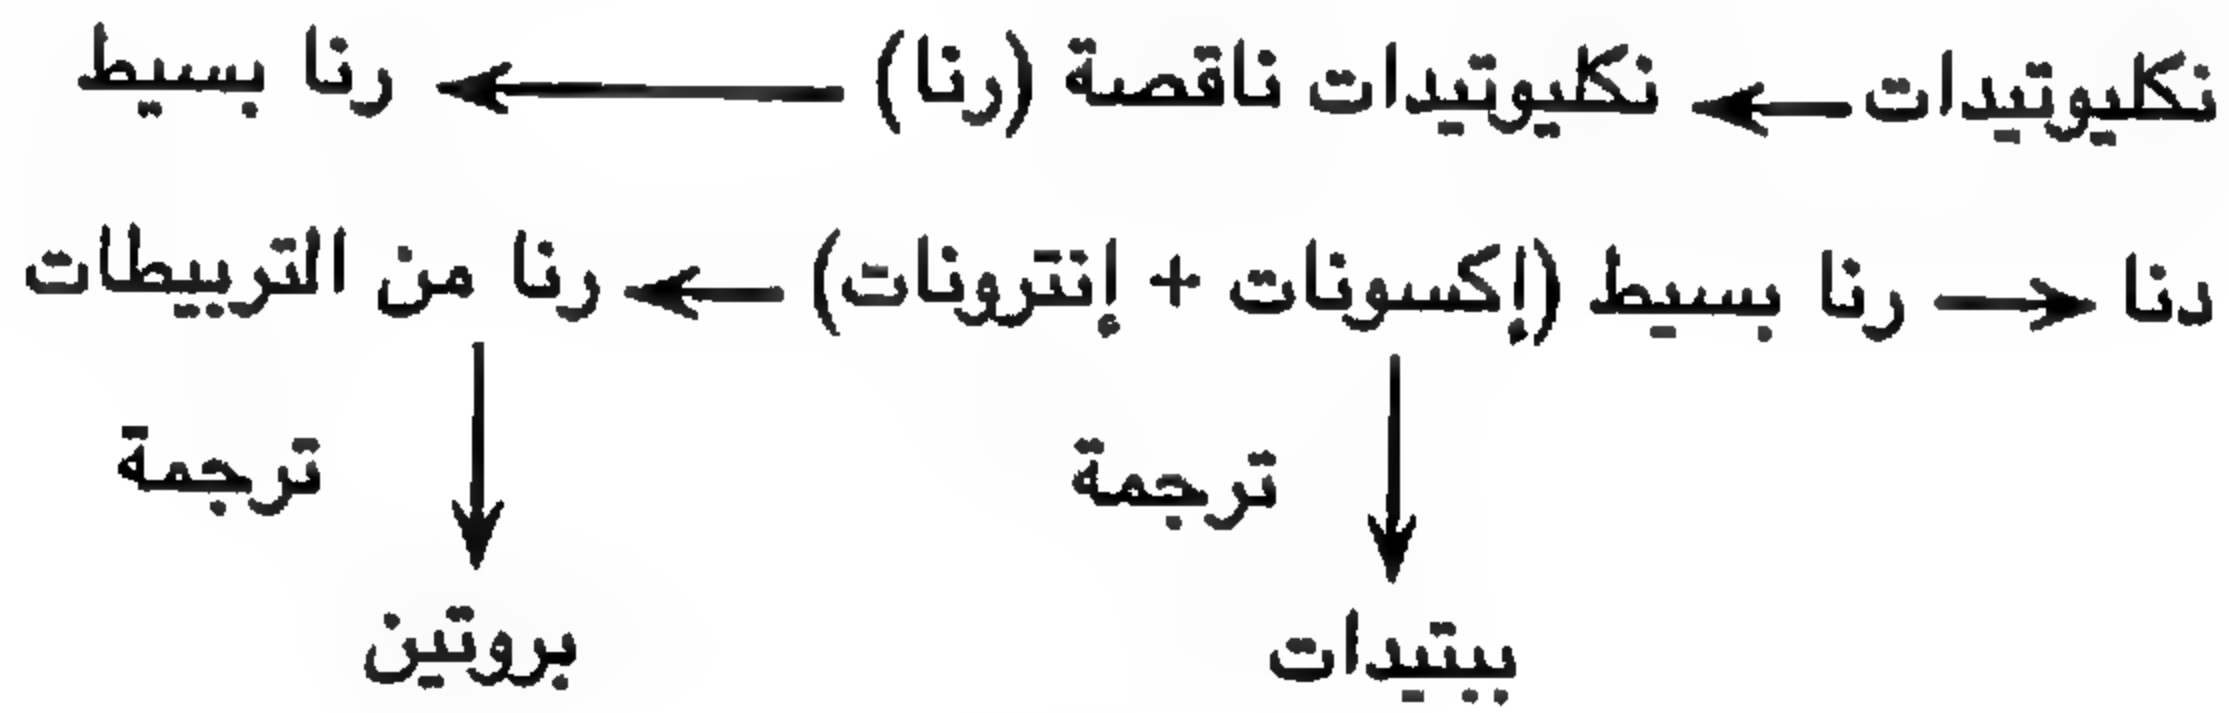 نكليوتيدات ← نكليوتيدات ناقصة (رنا) ← رنا بسيط
دنا → رنا بسيط (إكسونات + إنترونات) ← رنا من التربيطات
ترجمة ترجمة
ببتيدات بروتين